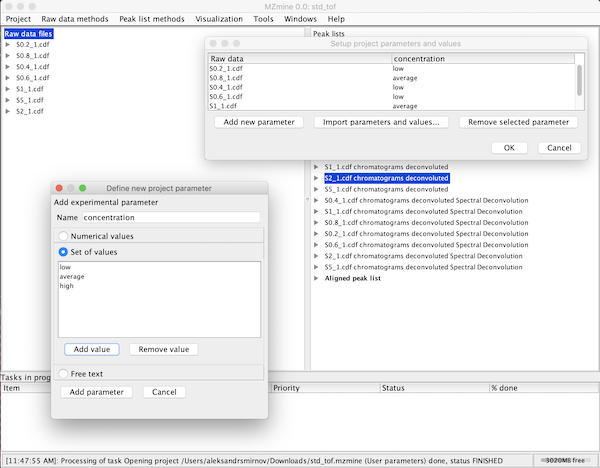 MZmine 0.0: std_tof
Project Raw data methods Peak list methods Visualization Tools Windows Help
Raw data files
S0.2_1.cdf
S0.8_1.cdf
S0.4_1.cdf
S0.6_1.cdf
S1_1.cdf
S5_1.cdf
S2_1.cdf
Peak lists
Setup project parameters and values
Raw data concentration
S0.2_1.cdf low
S0.8_1.cdf average
S0.4_1.cdf low
S0.6_1.cdf low
S1_1.cdf average
Add new parameter Import parameters and values... Remove selected parameter
OK Cancel
S1_1.cdf chromatograms deconvoluted
S2_1.cdf chromatograms deconvoluted
S5_1.cdf chromatograms deconvoluted
S0.4_1.cdf chromatograms deconvoluted Spectral Deconvolution
S1_1.cdf chromatograms deconvoluted Spectral Deconvolution
S0.8_1.cdf chromatograms deconvoluted Spectral Deconvolution
S0.2_1.cdf chromatograms deconvoluted Spectral Deconvolution
S0.6_1.cdf chromatograms deconvoluted Spectral Deconvolution
S2_1.cdf chromatograms deconvoluted Spectral Deconvolution
S5_1.cdf chromatograms deconvoluted Spectral Deconvolution
Aligned peak list
Define new project parameter
Add experimental parameter
Name concentration
Numerical values
Set of values
low
average
high
Add value Remove value
Free text
Add parameter Cancel
Tasks in prog
Item Priority Status % done
[11:47:55 AM]: Processing of task Opening project /Users/aleksandrsmirnov/Downloads/std_tof.mzmine (User parameters) done, status FINISHED
3020MB free